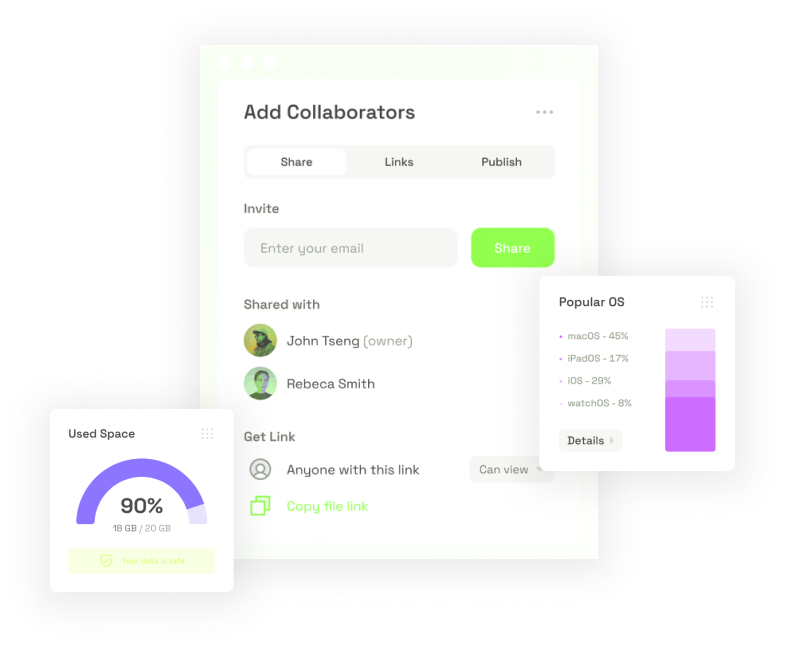 Add Collaborators
Share
Links
Publish
Invite
Enter your email
Share
Shared with
John Tseng (owner)
Rebeca Smith
Get Link
Anyone with this link
Can view
Copy file link
Popular OS
macOS - 45%
iPadOS - 17%
iOS - 29%
watchOS - 8%
Details
Used Space
90%
18 GB / 20 GB
Your data is safe